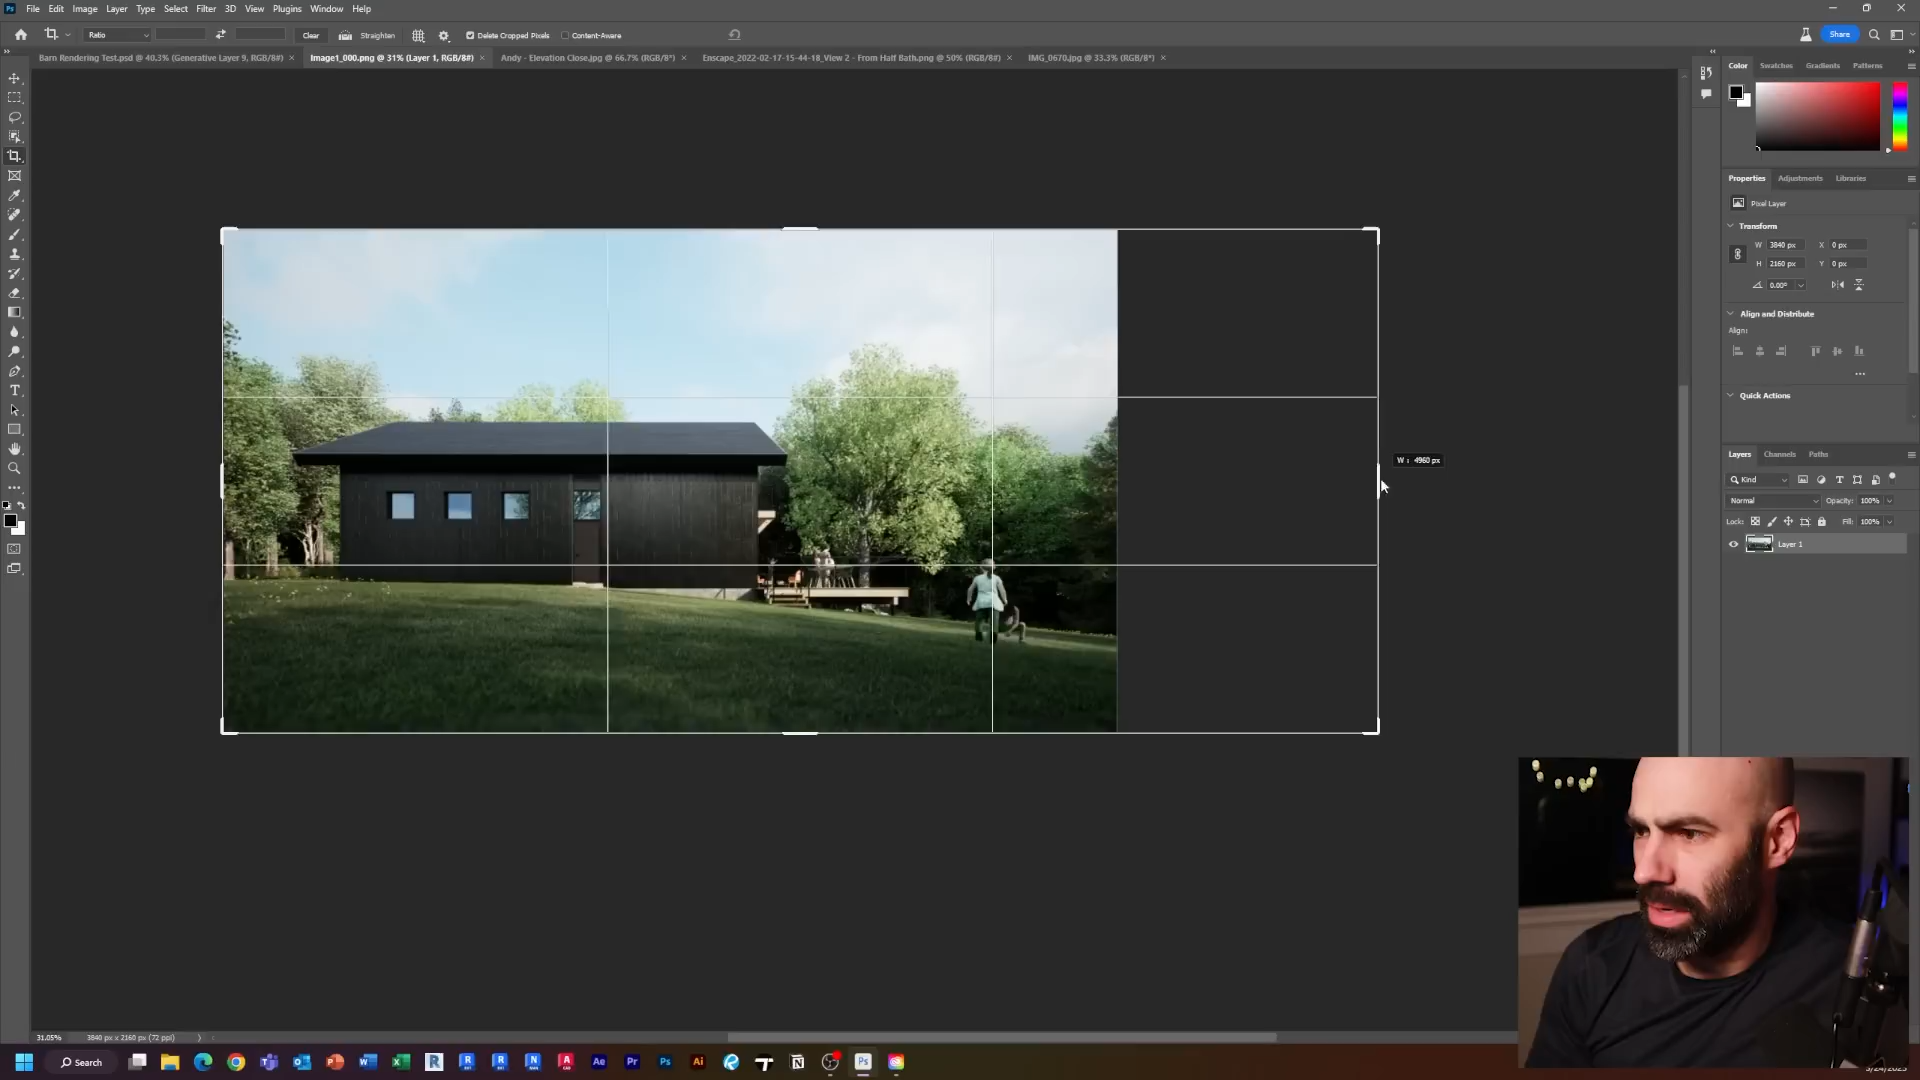 File Edit Image Layer Type Select Filter 3D View Plugins Window Help
Ratio Clear Straighten Delete Cropped Pixels Content-Aware Share
Barn Rendering Test.psd @ 40.3% (Generative Layer 9, RGB/8#) Image1_000.png @ 31% (Layer 1, RGB/8#) Andy - Elevation Close.jpg @ 66.7% (RGB/8*) Enscape_2022-02-17-15-44-18_View 2 - From Half Bath.png @ 50% (RGB/8#) IMG_0670.jpg @ 33.3% (RGB/8*)
Color Swatches Gradients Patterns
Properties Adjustments Libraries
Pixel Layer
Transform
W 3840 px X 0 px
H 2160 px Y 0 px
0.00°
Align and Distribute
Align:
Quick Actions
Layers Channels Paths
W : 4960 px
Kind
Normal Opacity: 100%
Lock: Fill: 100%
Layer 1
31.05% 3840 px x 2160 px (72 ppi)
Search